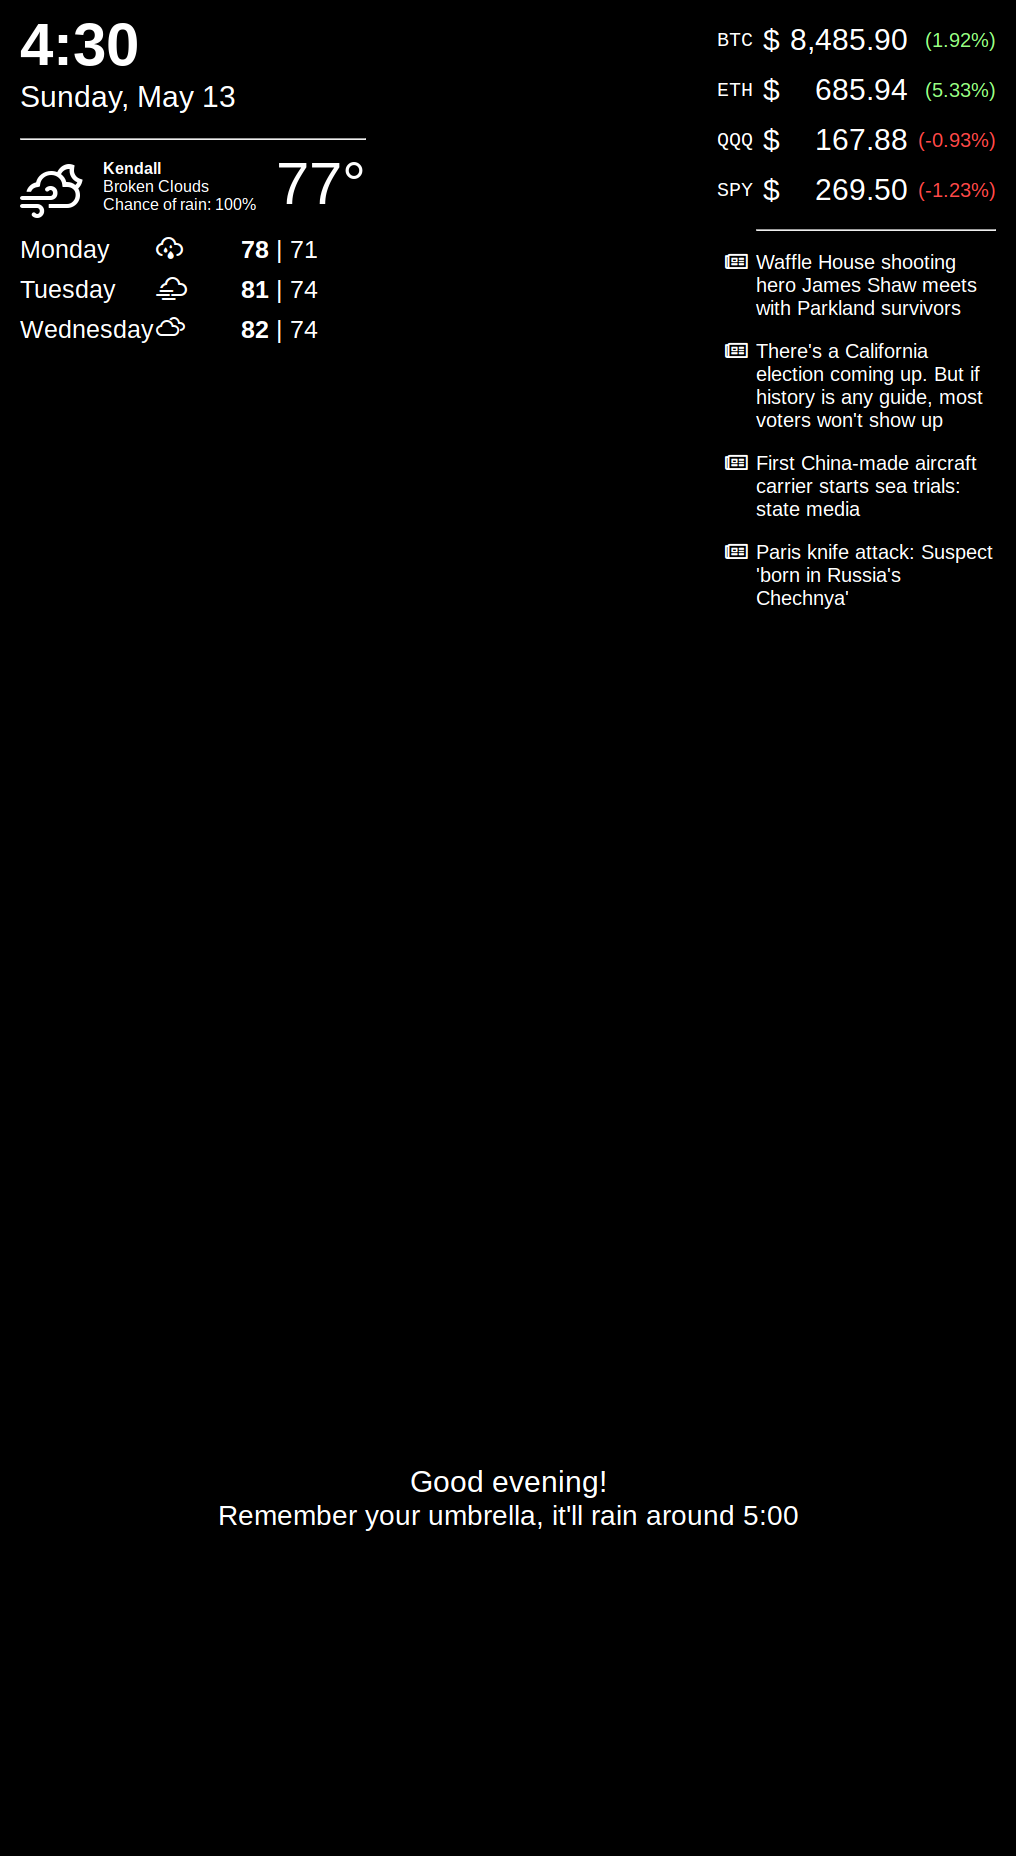 4:30
Sunday, May 13
Kendall
Broken Clouds
Chance of rain: 100%
77°
Monday 78 | 71
Tuesday 81 | 74
Wednesday 82 | 74
BTC $ 8,485.90 (1.92%)
ETH $ 685.94 (5.33%)
QQQ $ 167.88 (-0.93%)
SPY $ 269.50 (-1.23%)
Waffle House shooting
hero James Shaw meets
with Parkland survivors
There's a California
election coming up. But if
history is any guide, most
voters won't show up
First China-made aircraft
carrier starts sea trials:
state media
Paris knife attack: Suspect
'born in Russia's
Chechnya'
Good evening!
Remember your umbrella, it'll rain around 5:00